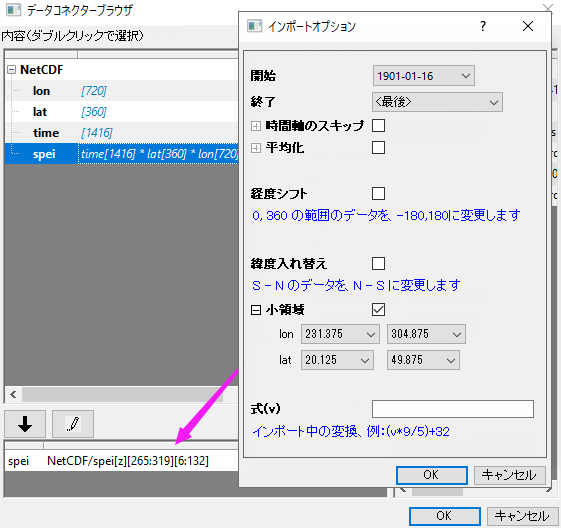 データコネクターブラウザ
内容(ダブルクリックで選択)
NetCDF
lon [720]
lat [360]
time [1416]
spei time[1416] * lat[360] * lon[720]
spei NetCDF/spei[z][265:319][6:132]
OK キャンセル
インポートオプション
? ×
開始 1901-01-16
終了 <最後>
時間軸のスキップ
平均化
経度シフト
0, 360 の範囲のデータを、-180,180に変更します
緯度入れ替え
S - N のデータを、N - S に変更します
小領域
lon 231.375 304.875
lat 20.125 49.875
式(v)
インポート中の変換、例:(v*9/5)+32
OK キャンセル